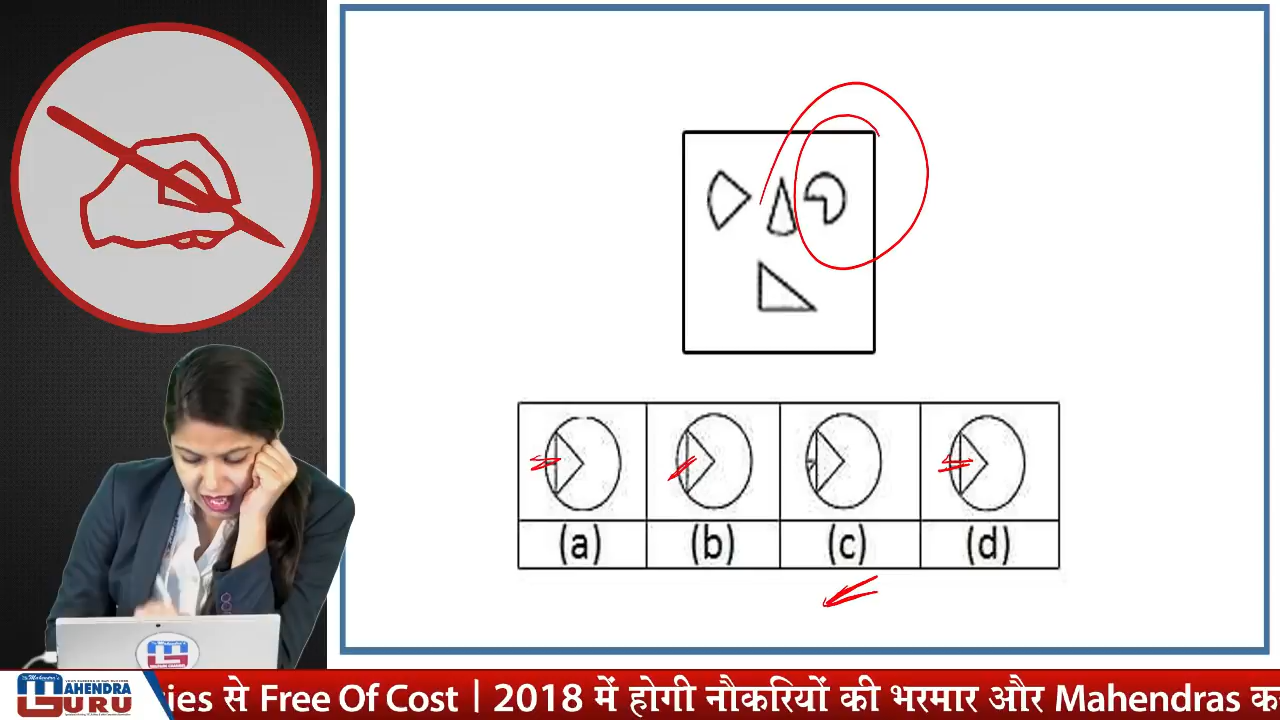 (a) (b) (c) (d)
MAHENDRA
GURU
ies से Free Of Cost | 2018 में होगी नौकरियों की भरमार और Mahendras क